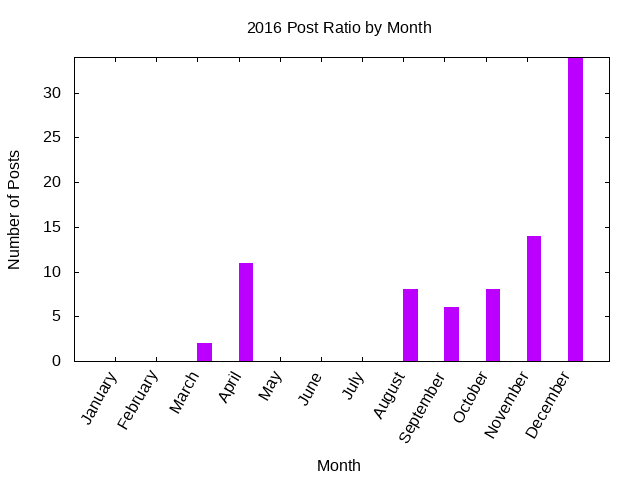 2016 Post Ratio by Month
Number of Posts
30
25
20
15
10
5
0
January
February
March
April
May
June
July
August
September
October
November
December
Month